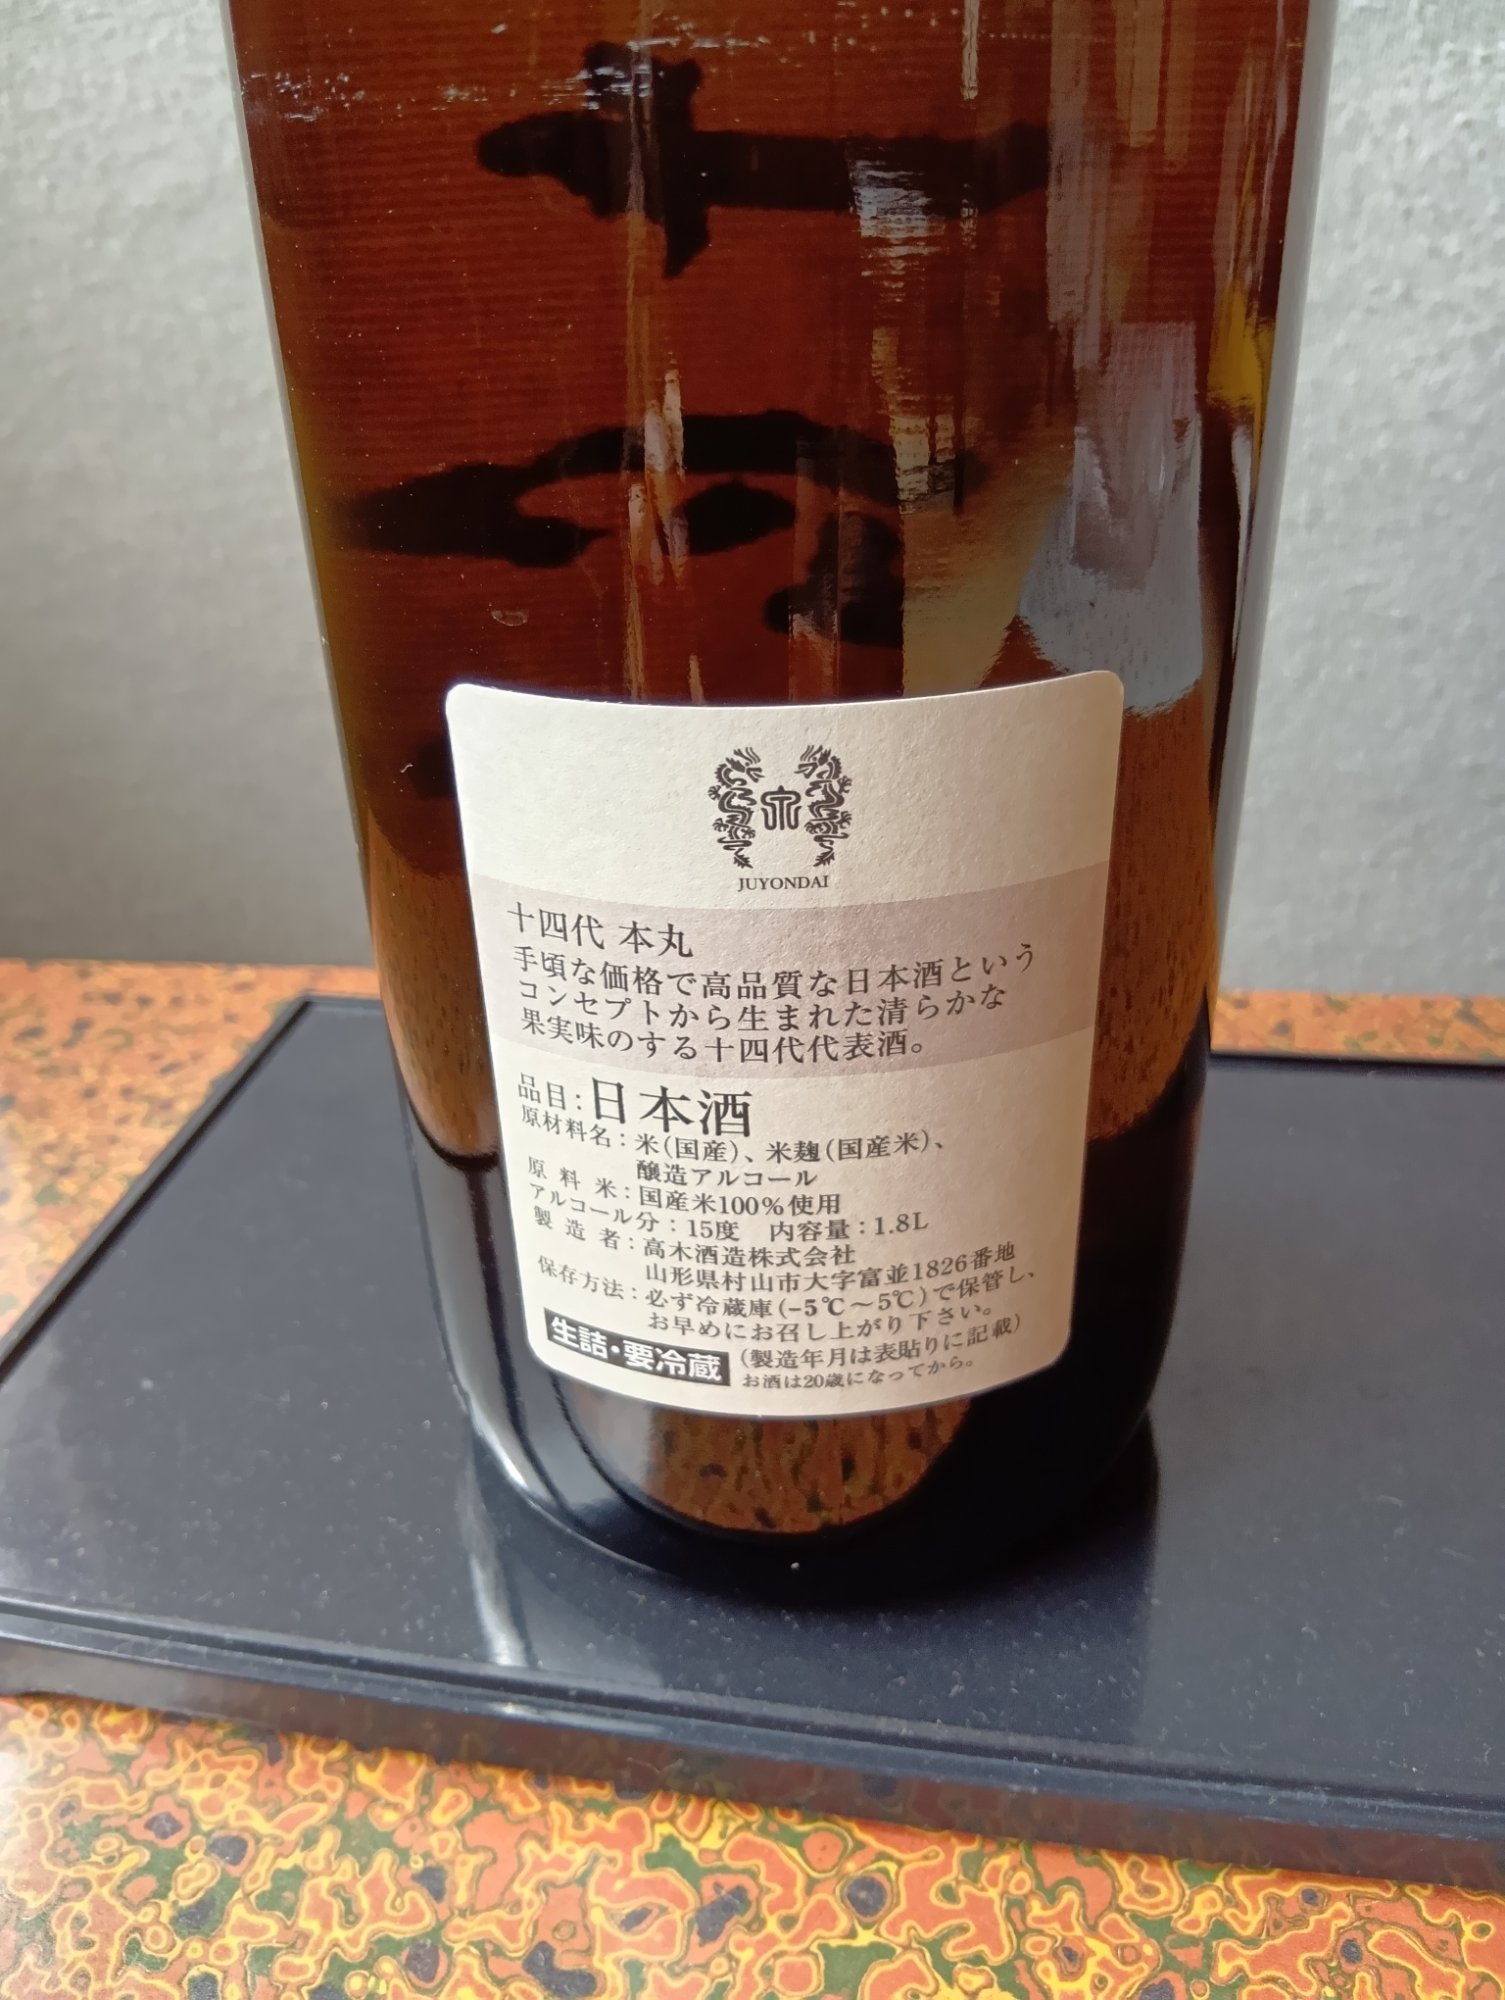 JUYONDAI
十四代 本丸
手頃な価格で高品質な日本酒という
コンセプトから生まれた清らかな
果実味のする十四代代表酒。
品目:日本酒
原材料名:米(国産)、米麹(国産米)、
醸造アルコール
原料米:国産米100%使用
アルコール分:15度 内容量:1.8L
製造者:高木酒造株式会社
山形県村山市大字富並1826番地
保存方法:必ず冷蔵庫(-5℃～5℃)で保管し、
お早めにお召し上がり下さい。
生詰・要冷蔵
(製造年月は表貼りに記載)
お酒は20歳になってから。